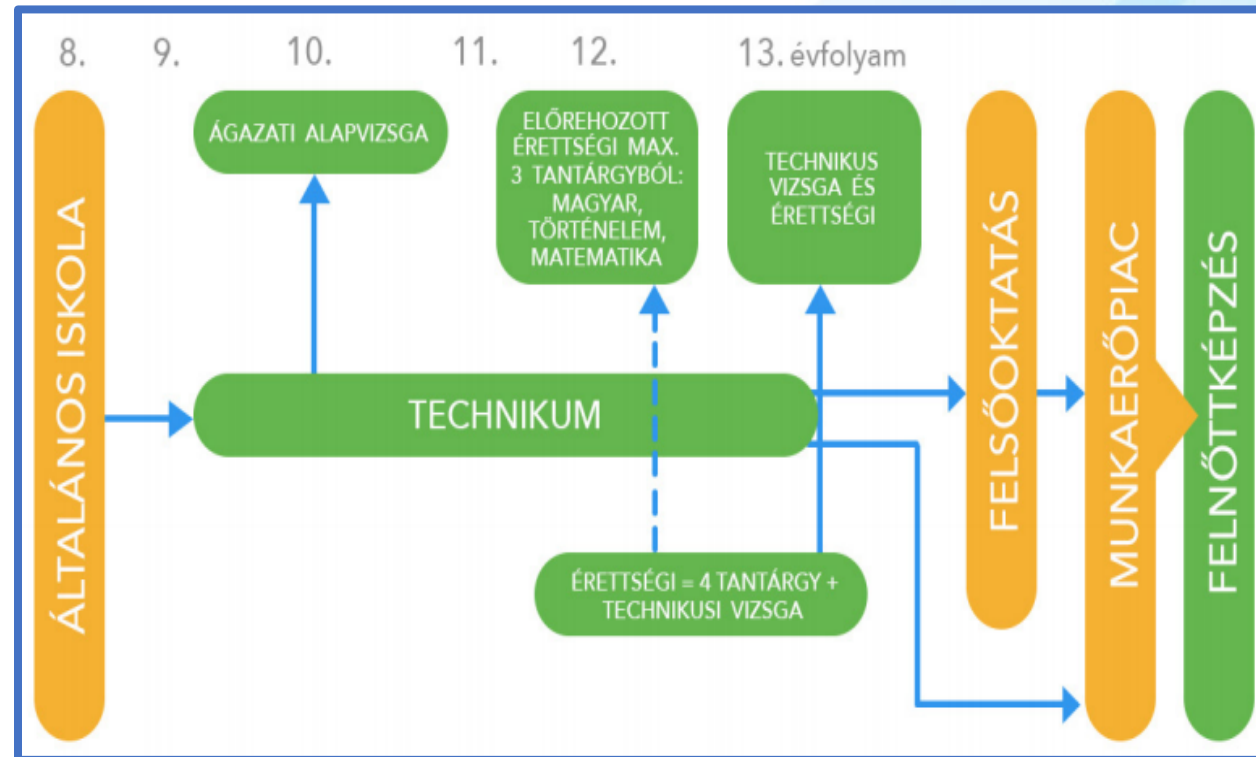 8. 9. 10. 11. 12. 13. évfolyam
ÁLTALÁNOS ISKOLA
ÁGAZATI ALAPVIZSGA
ELŐREHOZOTT
ÉRETTSÉGI MAX.
3 TANTÁRGYBÓL:
MAGYAR,
TÖRTÉNELEM,
MATEMATIKA
TECHNIKUS
VIZSGA ÉS
ÉRETTSÉGI
TECHNIKUM
ÉRETTSÉGI = 4 TANTÁRGY +
TECHNIKUSI VIZSGA
FELSŐOKTATÁS
MUNKAERŐPIAC
FELNŐTTKÉPZÉS